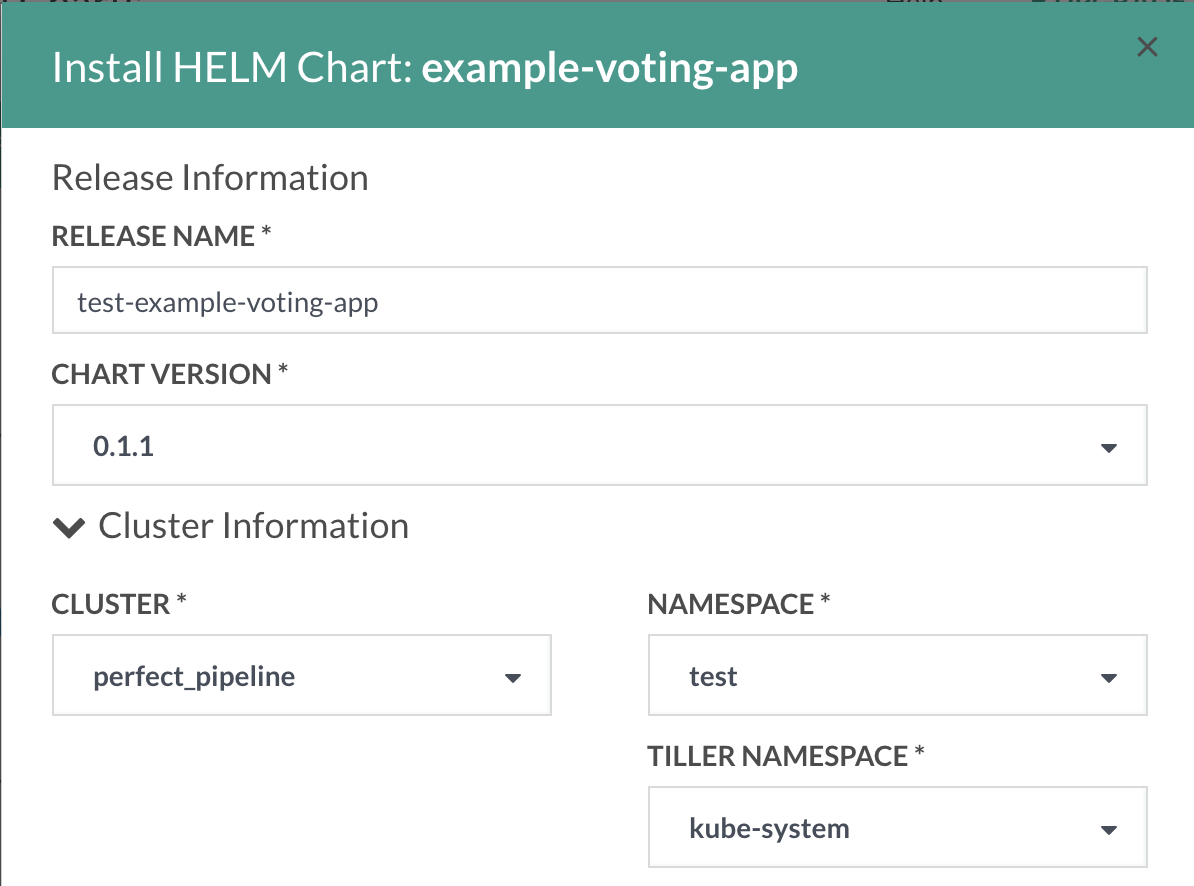 Install HELM Chart: example-voting-app
Release Information
RELEASE NAME *
test-example-voting-app
CHART VERSION *
0.1.1
Cluster Information
CLUSTER *
perfect_pipeline
NAMESPACE *
test
TILLER NAMESPACE *
kube-system